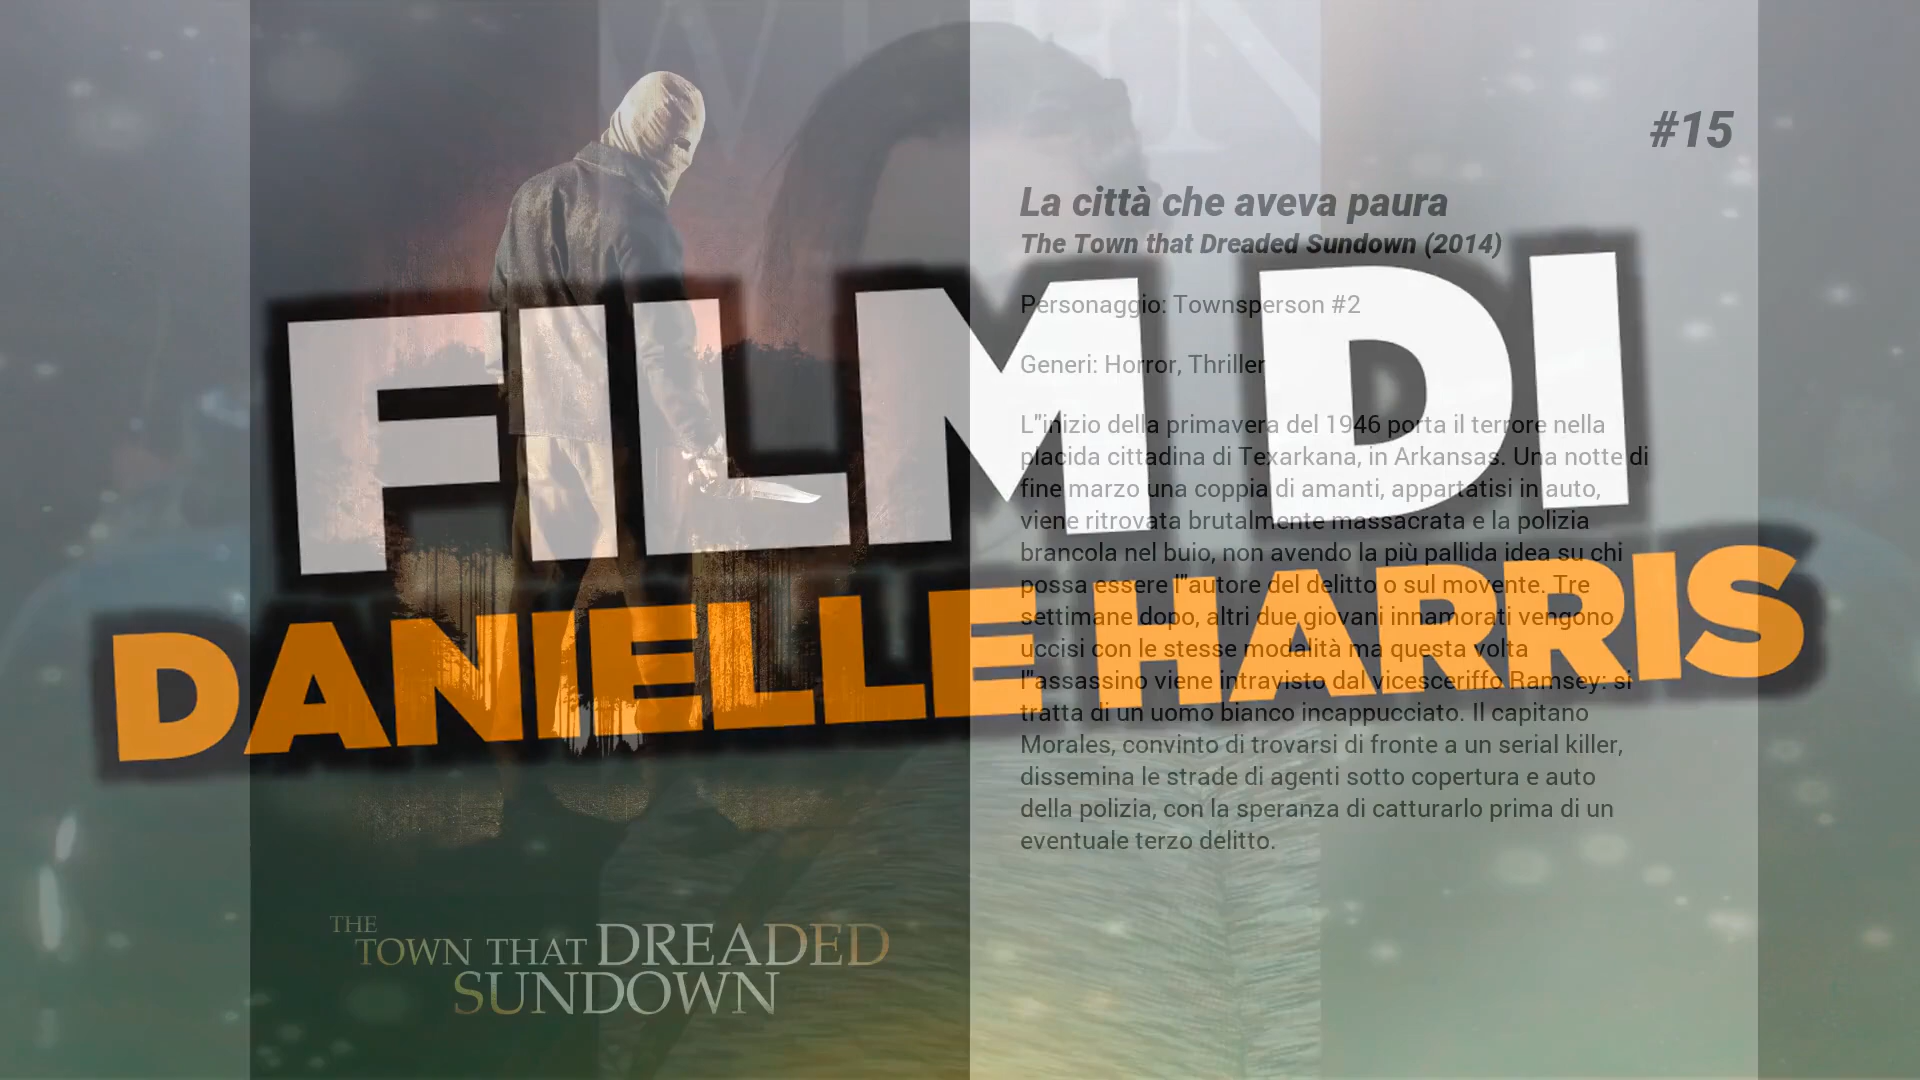 #15
La città che aveva paura
The Town that Dreaded Sundown (2014)
FILM DI
Personaggio: Townsperson #2
Generi: Horror, Thriller
L"inizio della primavera del 1946 porta il terrore nella
placida cittadina di Texarkana, in Arkansas. Una notte di
fine marzo una coppia di amanti, appartatisi in auto,
viene ritrovata brutalmente massacrata e la polizia
brancola nel buio, non avendo la più pallida idea su chi
possa essere l"autore del delitto o sul movente. Tre
settimane dopo, altri due giovani innamorati vengono
uccisi con le stesse modalità ma questa volta
l"assassino viene intravisto dal vicesceriffo Ramsey: si
tratta di un uomo bianco incappucciato. Il capitano
Morales, convinto di trovarsi di fronte a un serial killer,
dissemina le strade di agenti sotto copertura e auto
della polizia, con la speranza di catturarlo prima di un
eventuale terzo delitto.
DANIELLE HARRIS
THE
TOWN THAT DREADED
SUNDOWN